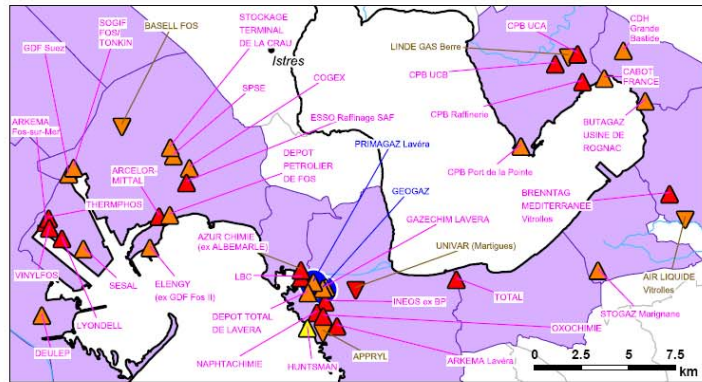 SOGIF
FOS/
TONKIN
GDF Suez
BASELL FOS
STOCKAGE
TERMINAL
DE LA CRAU
Istres
SPSE
COGEX
ESSO Raffinage SAF
ARKEMA
Fos-sur-Mer
ARCELOR-
MITTAL
DEPOT
PETROLIER
DE FOS
PRIMAGAZ Lavéra
GEOGAZ
THERMPHOS
GAZECHIM LAVERA
AZUR CHIMIE
(ex ALBEMARLE)
UNIVAR (Martigues)
VINYLFOS
SESAL
ELENGY
(ex GDF Fos II)
LBC
LYONDELL
DEULEP
DEPOT TOTAL
DE LAVERA
INEOS ex BP
TOTAL
OXOCHIMIE
NAPHTACHIMIE
HUNTSMAN
APPRYL
ARKEMA Lavéra
LINDE GAS Berre
CPB UCA
CPB UCB
CPB Raffinerie
CPB Port de la Pointe
CDH
Grande
Bastide
CABOT
FRANCE
BUTAGAZ
USINE DE
ROGNAC
BRENNTAG
MEDITERRANEE
Vitrolles
AIR LIQUIDE
Vitrolles
STOGAZ Marignane
0 2.5 5 7.5
km